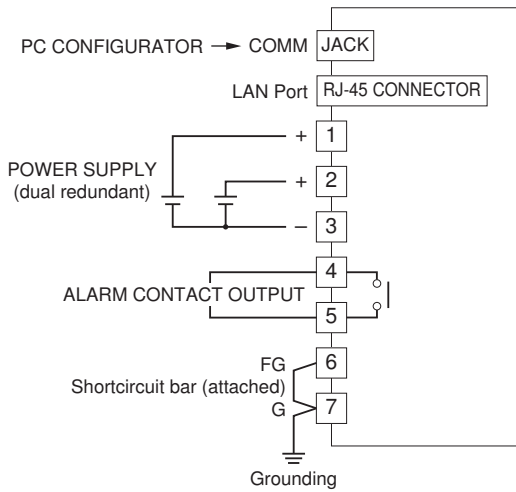 PC CONFIGURATOR → COMM JACK
LAN Port RJ-45 CONNECTOR
+ 1
POWER SUPPLY
(dual redundant)
+ 2
– 3
4
ALARM CONTACT OUTPUT
5
FG 6
Shortcircuit bar (attached)
G 7
Grounding